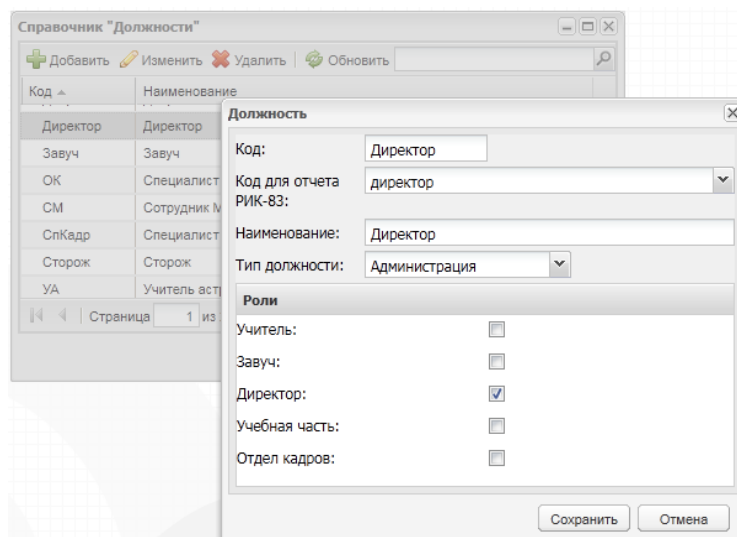 Справочник "Должности"
Добавить Изменить Удалить Обновить
Код Наименование
Директор Директор
Завуч Завуч
ОК Специалист
СМ Сотрудник М
СпКадр Специалист
Сторож Сторож
УА Учитель аст
Страница 1 из
Должность
Код: Директор
Код для отчета РИК-83: директор
Наименование: Директор
Тип должности: Администрация
Роли
Учитель:
Завуч:
Директор:
Учебная часть:
Отдел кадров:
Сохранить Отмена